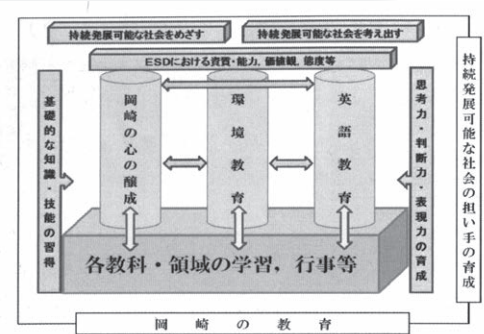 持続発展可能な社会をめざす
持続発展可能な社会を考え出す
ESDにおける資質・能力，価値観，態度等
基礎的な知識・技能の習得
岡崎の心の醸成
環境教育
英語教育
思考力・判断力・表現力の育成
持続発展可能な社会の担い手の育成
各教科・領域の学習，行事等
岡崎の教育